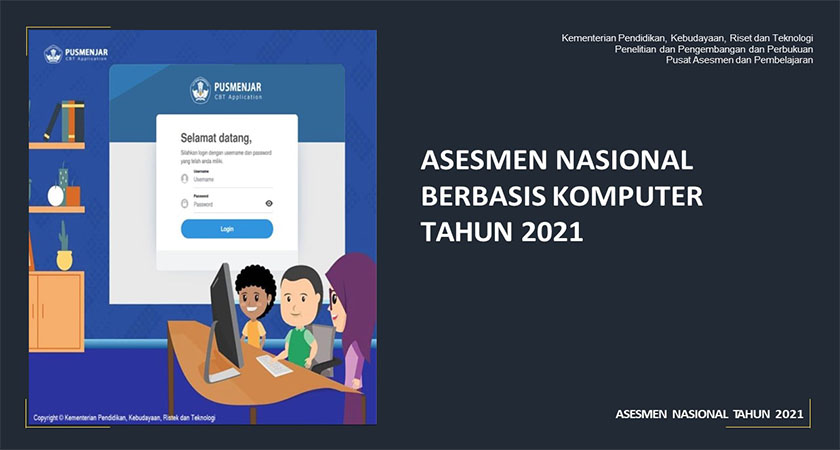 PUSMENJAR
CBT Application
PUSMENJAR
CBT Application
Selamat datang,
Silahkan login dengan username dan password
yang telah anda miliki.
Username
Username
Password
Password
Login
Copyright © Kementerian Pendidikan, Kebudayaan, Ristek dan Teknologi
Kementerian Pendidikan, Kebudayaan, Riset dan Teknologi
Penelitian dan Pengembangan dan Perbukuan
Pusat Asesmen dan Pembelajaran
ASESMEN NASIONAL
BERBASIS KOMPUTER
TAHUN 2021
ASESMEN NASIONAL TAHUN 2021